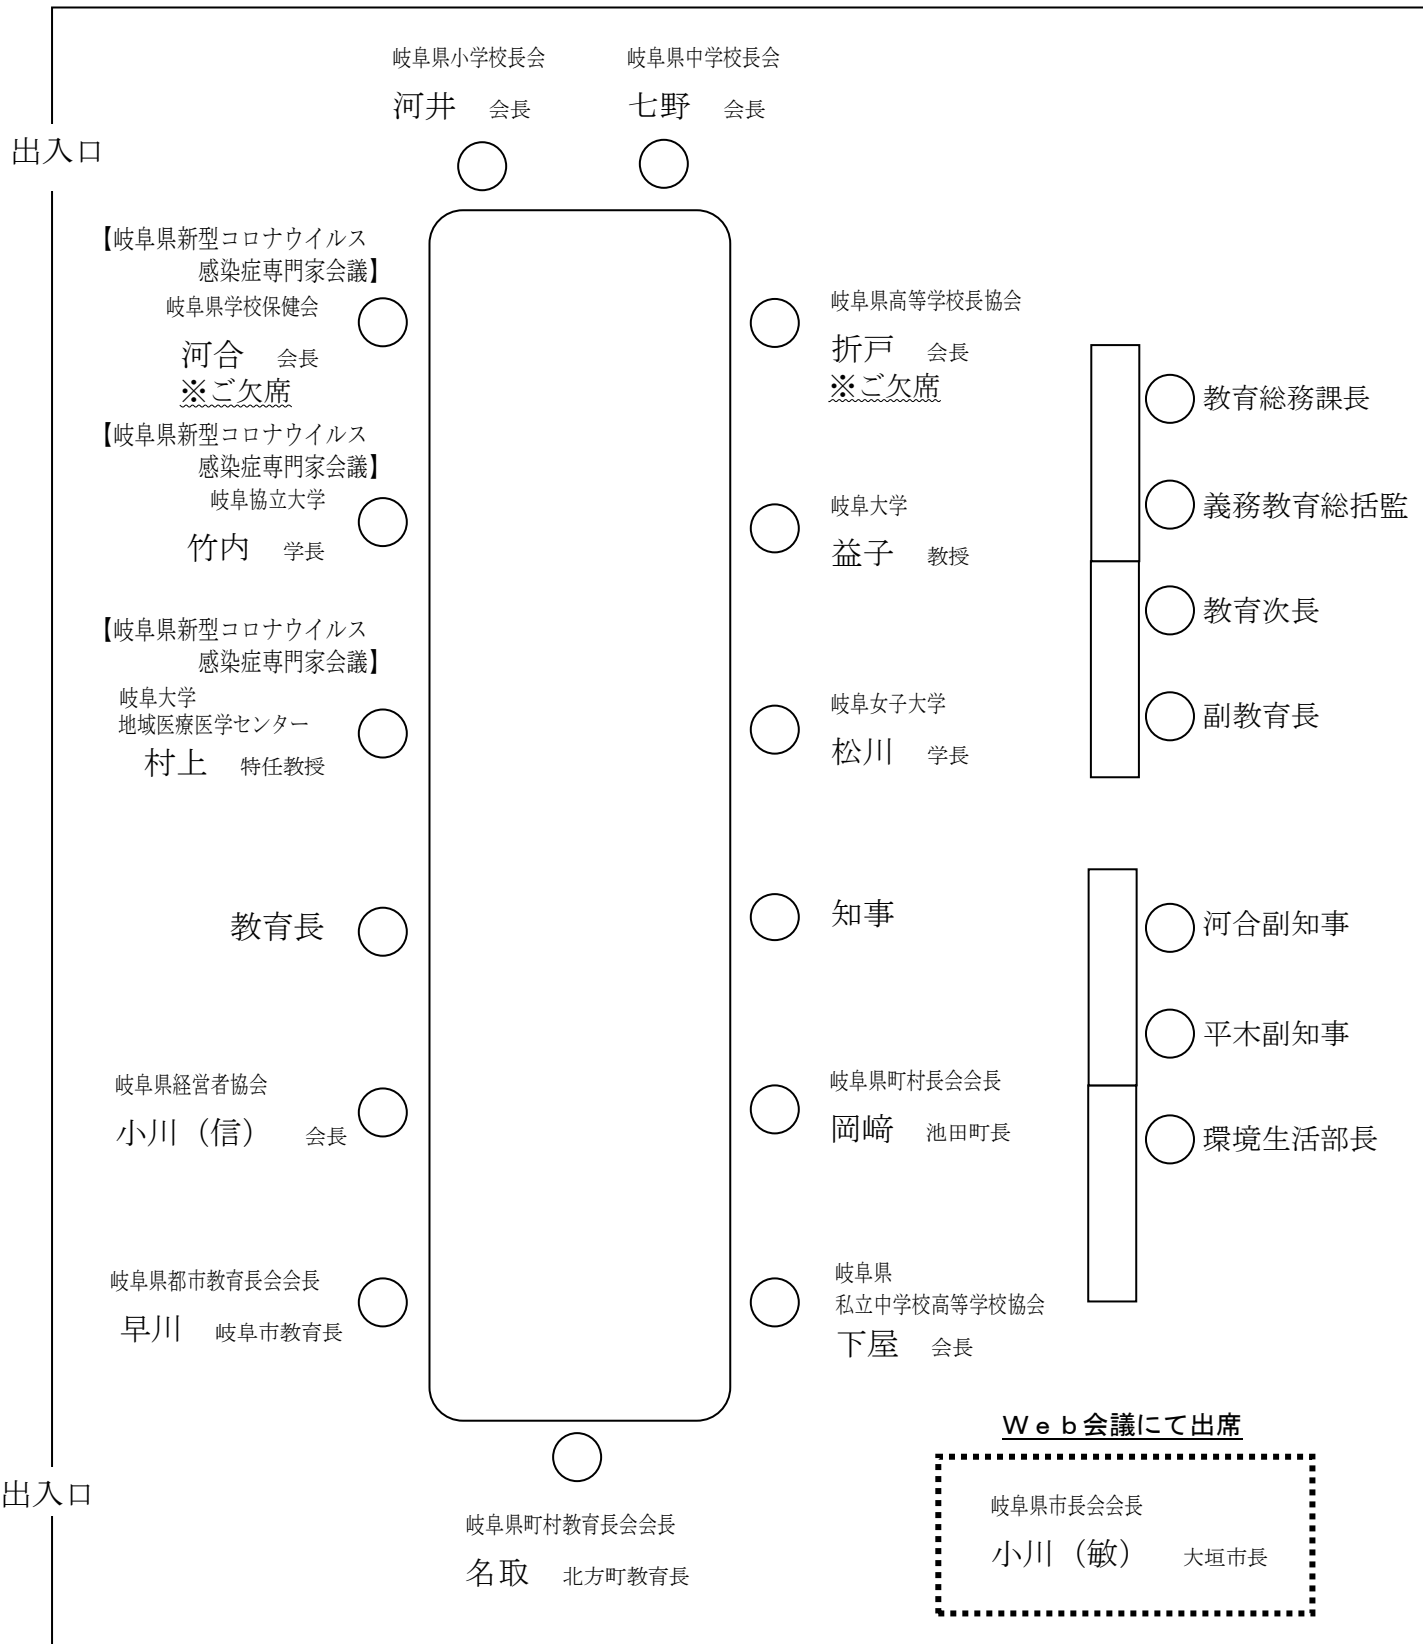 岐阜県小学校長会
河井 会長
岐阜県中学校長会
七野 会長
出入口
【岐阜県新型コロナウイルス
感染症専門家会議】
岐阜県学校保健会
河合 会長
※ご欠席
【岐阜県新型コロナウイルス
感染症専門家会議】
岐阜協立大学
竹内 学長
【岐阜県新型コロナウイルス
感染症専門家会議】
岐阜大学
地域医療医学センター
村上 特任教授
教育長
岐阜県経営者協会
小川（信） 会長
岐阜県都市教育長会会長
早川 岐阜市教育長
岐阜県高等学校長協会
折戸 会長
※ご欠席
岐阜大学
益子 教授
岐阜女子大学
松川 学長
知事
岐阜県町村長会会長
岡﨑 池田町長
岐阜県
私立中学校高等学校協会
下屋 会長
教育総務課長
義務教育総括監
教育次長
副教育長
河合副知事
平木副知事
環境生活部長
出入口
岐阜県町村教育長会会長
名取 北方町教育長
Ｗｅｂ会議にて出席
岐阜県市長会会長
小川（敏） 大垣市長